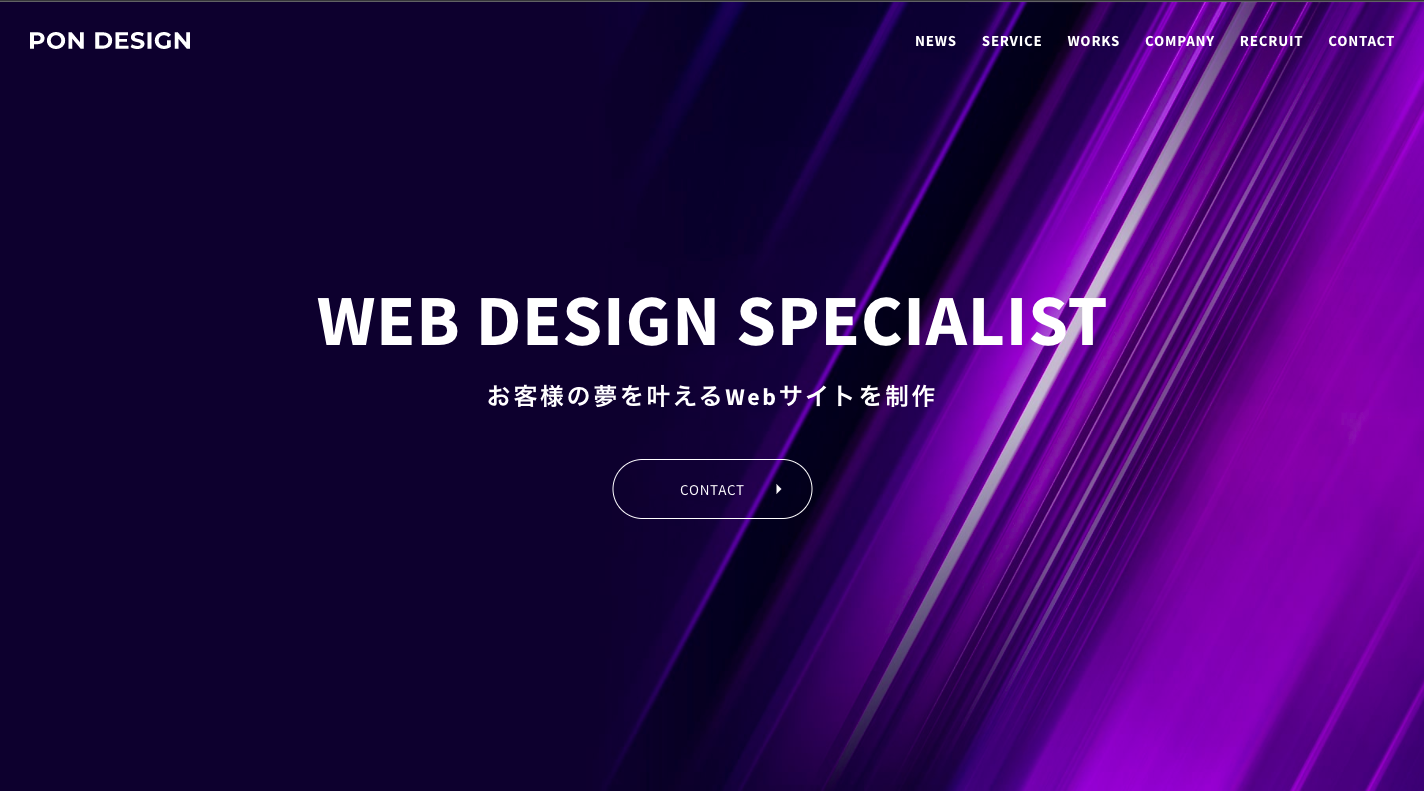 PON DESIGN
NEWS SERVICE WORKS COMPANY RECRUIT CONTACT
WEB DESIGN SPECIALIST
お客様の夢を叶えるWebサイトを制作
CONTACT